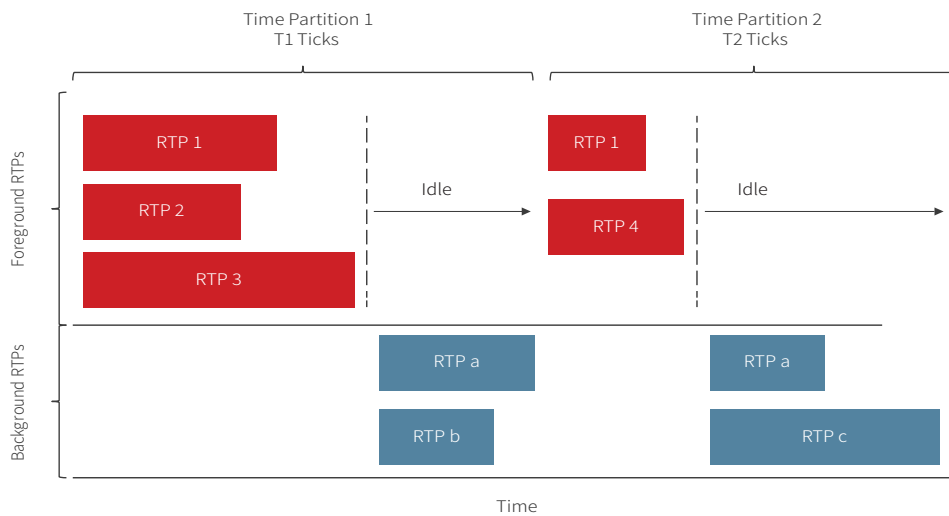 Time Partition 1
T1 Ticks
Time Partition 2
T2 Ticks
Foreground RTPs
RTP 1
RTP 2
RTP 3
Idle
RTP 1
RTP 4
Idle
Background RTPs
RTP a
RTP b
RTP a
RTP c
Time